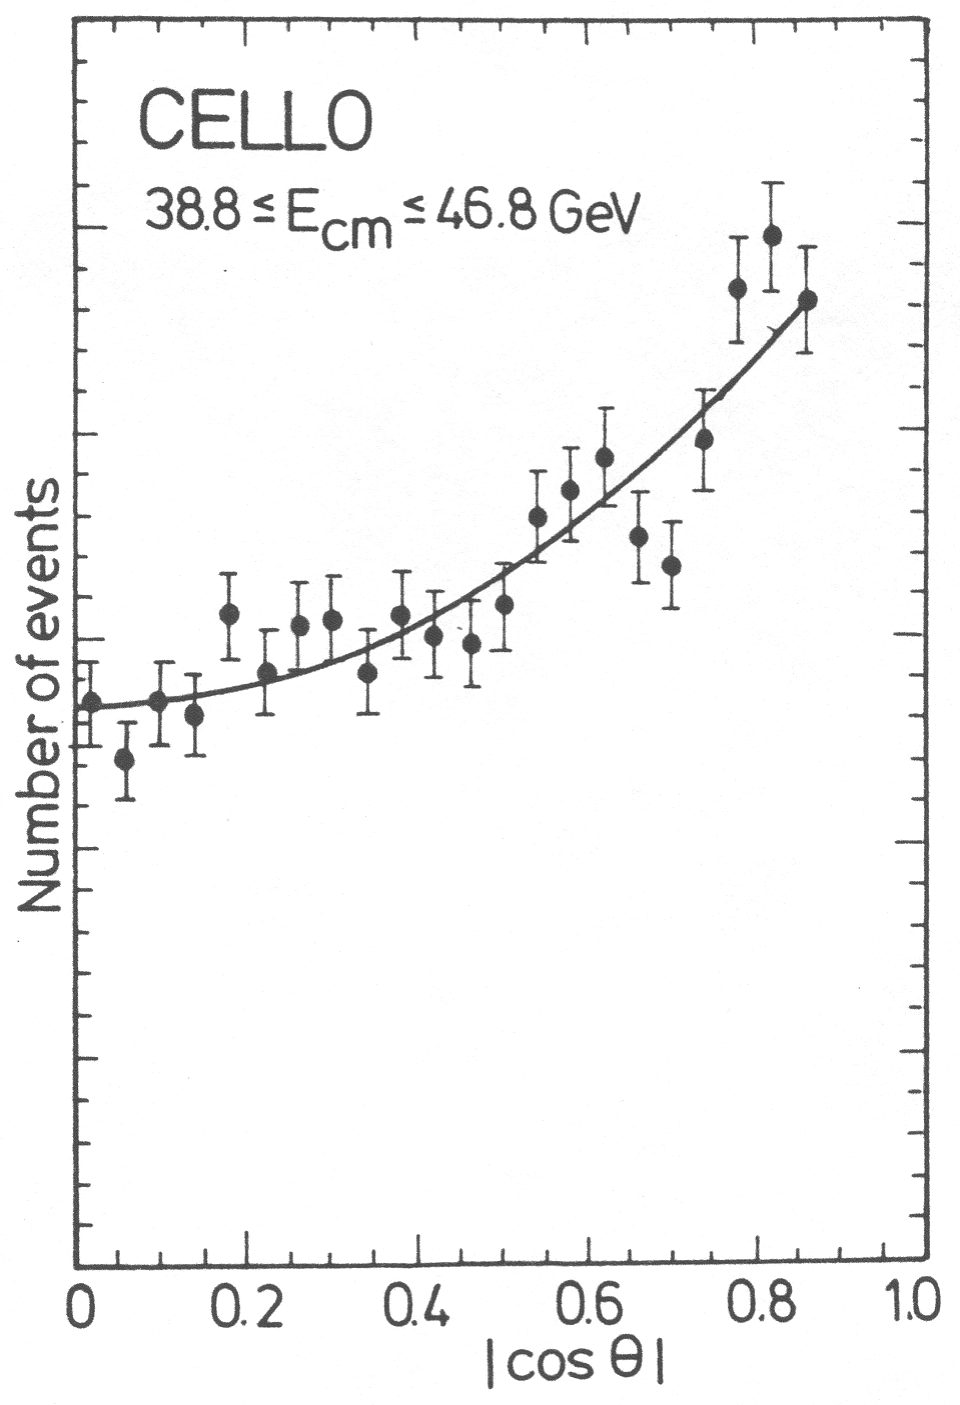 CELLO
38.8 ≤ Ecm ≤ 46.8 GeV
Number of events
0 0.2 0.4 0.6 0.8 1.0
|cos θ|